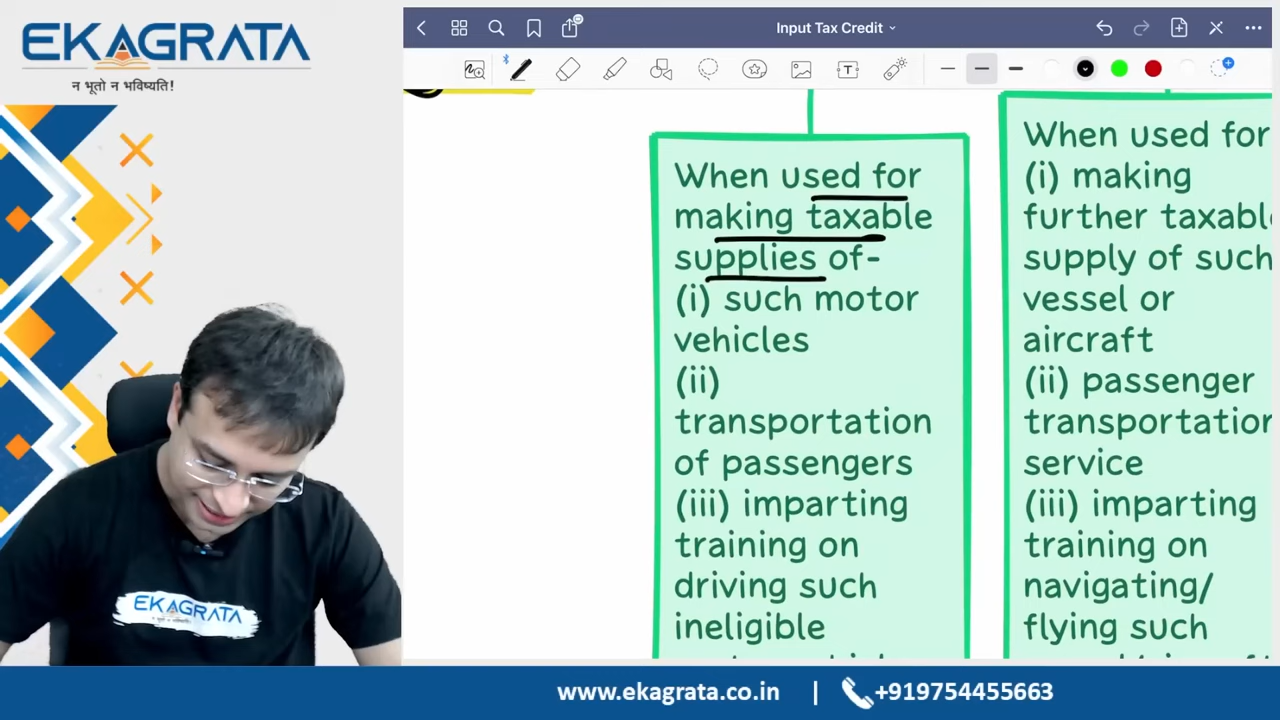 EKAGRATA
न भूतो न भविष्यति!
Input Tax Credit
When used for
making taxable
supplies of-
(i) such motor
vehicles
(ii)
transportation
of passengers
(iii) imparting
training on
driving such
ineligible
When used for
(i) making
further taxabl
supply of such
vessel or
aircraft
(ii) passenger
transportation
service
(iii) imparting
training on
navigating/
flying such
EKAGRATA
www.ekagrata.co.in | +919754455663